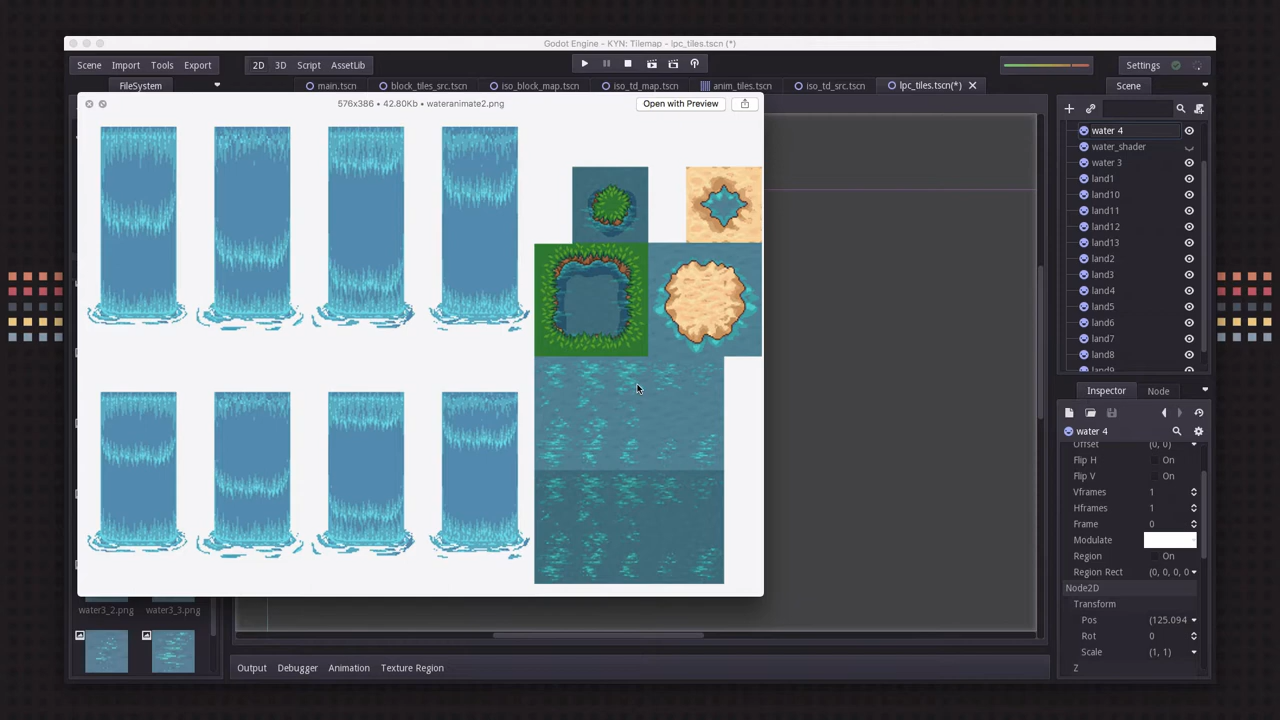 Godot Engine - KYN: Tilemap - lpc_tiles.tscn (*)
Scene Import Tools Export 2D 3D Script AssetLib Settings
FileSystem main.tscn block_tiles_src.tscn iso_block_map.tscn iso_td_map.tscn anim_tiles.tscn iso_td_src.tscn lpc_tiles.tscn(*) Scene
576x386 • 42.80Kb • wateranimate2.png Open with Preview
water 4
water_shader
water 3
land1
land10
land11
land12
land13
land2
land3
land4
land5
land6
land7
land8
land9
Inspector Node
water 4
Offset (0, 0)
Flip H On
Flip V On
Vframes 1
Hframes 1
Frame 0
Modulate
Region On
Region Rect (0, 0, 0, 0
Node2D
Transform
Pos (125.094
Rot 0
Scale (1, 1)
Z
water3_2.png water3_3.png
Output Debugger Animation Texture Region